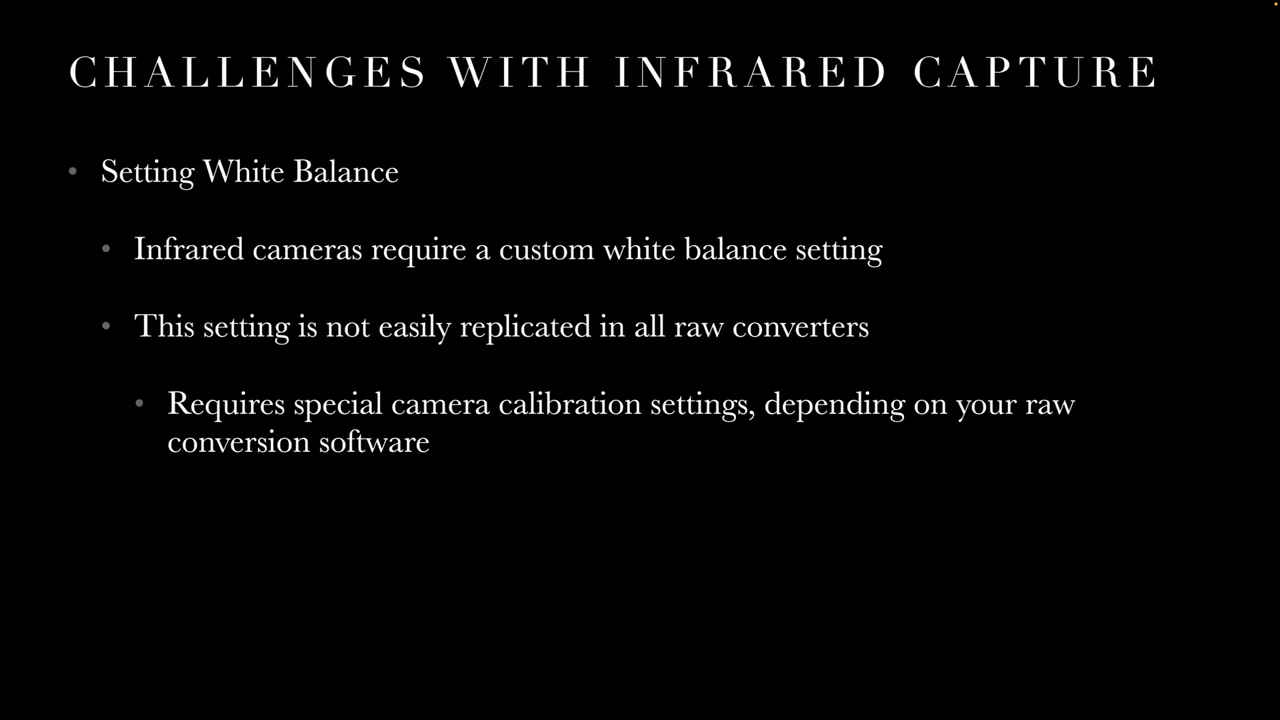 CHALLENGES WITH INFRARED CAPTURE
• Setting White Balance
• Infrared cameras require a custom white balance setting
• This setting is not easily replicated in all raw converters
• Requires special camera calibration settings, depending on your raw
conversion software